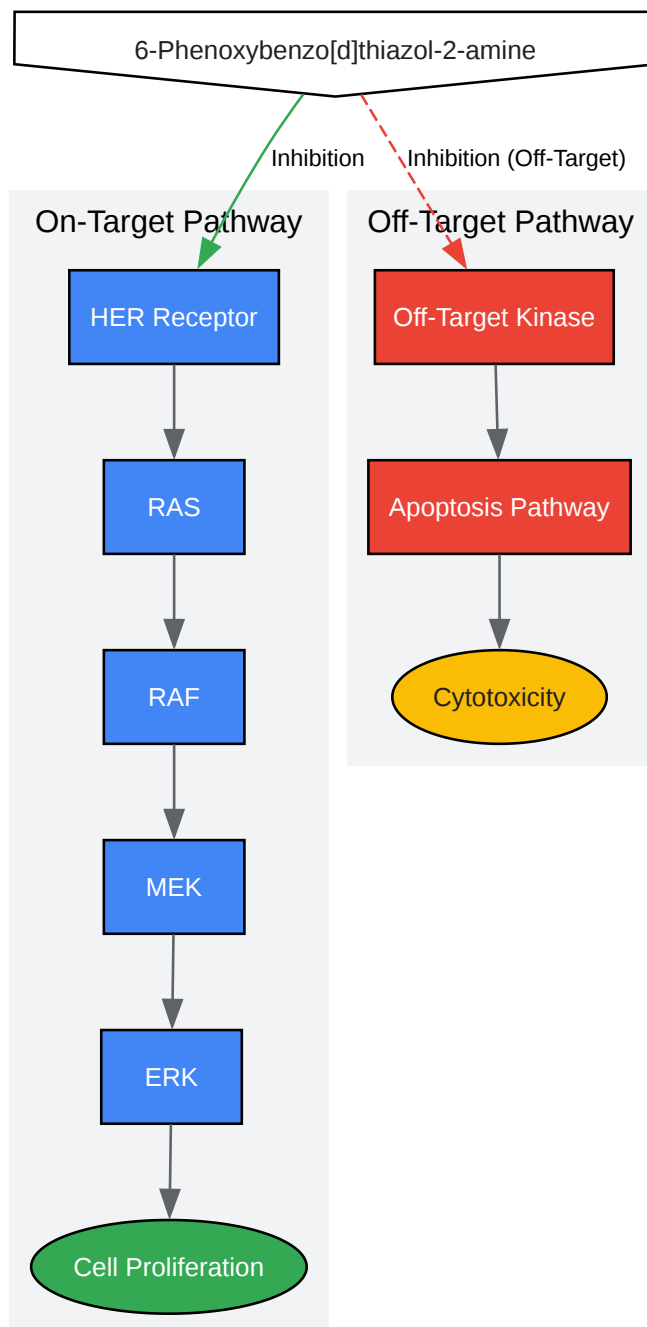 6-Phenoxybenzo[d]thiazol-2-amine
Inhibition
Inhibition (Off-Target)
On-Target Pathway
HER Receptor
RAS
RAF
MEK
ERK
Cell Proliferation
Off-Target Pathway
Off-Target Kinase
Apoptosis Pathway
Cytotoxicity